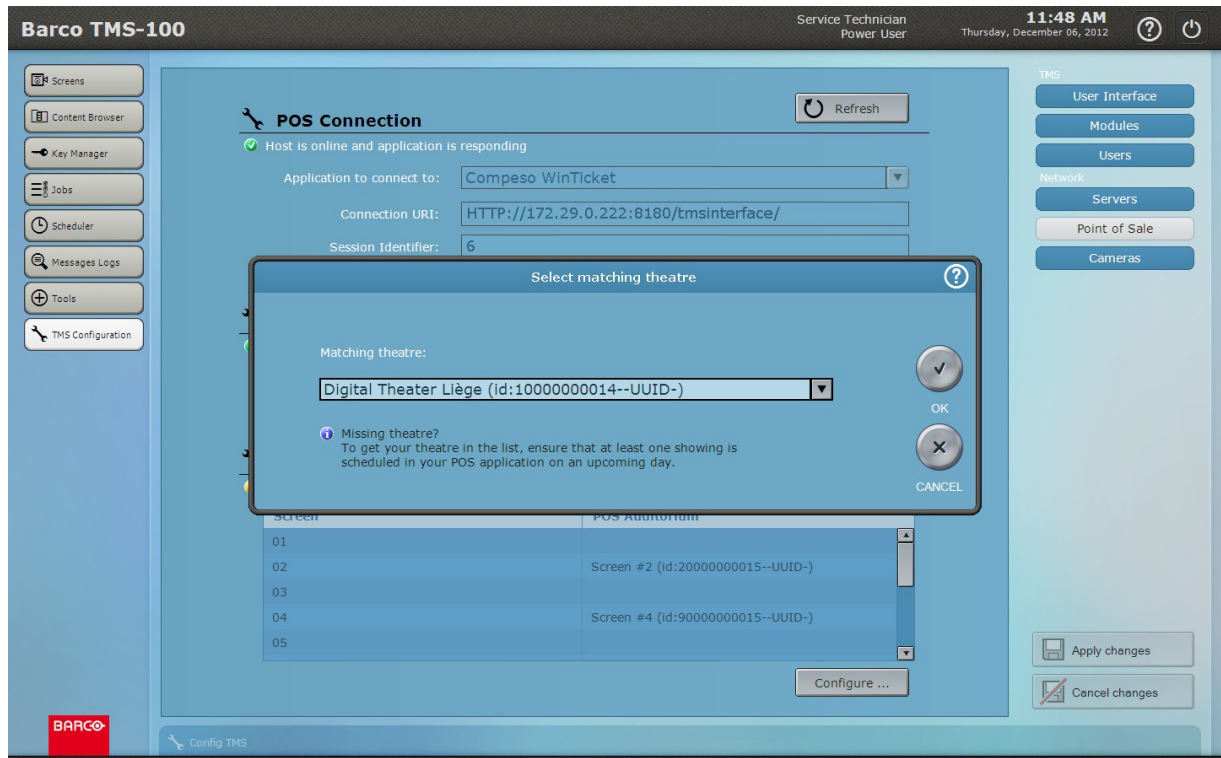 Barco TMS-100
Service Technician
Power User
11:48 AM
Thursday, December 06, 2012
Screens
Content Browser
Key Manager
Jobs
Scheduler
Messages Logs
Tools
TMS Configuration
POS Connection
Refresh
Host is online and application is responding
Application to connect to: Compeso WinTicket
Connection URI: HTTP://172.29.0.222:8180/tmsinterface/
Session Identifier: 6
Select matching theatre
Matching theatre:
Digital Theater Liège (id:10000000014--UUID-)
Missing theatre?
To get your theatre in the list, ensure that at least one showing is
scheduled in your POS application on an upcoming day.
OK
CANCEL
Screen POS Auditorium
01
02 Screen #2 (id:20000000015--UUID-)
03
04 Screen #4 (id:90000000015--UUID-)
05
Configure ...
TMS
User Interface
Modules
Users
Network
Servers
Point of Sale
Cameras
Apply changes
Cancel changes
BARCO
Config TMS